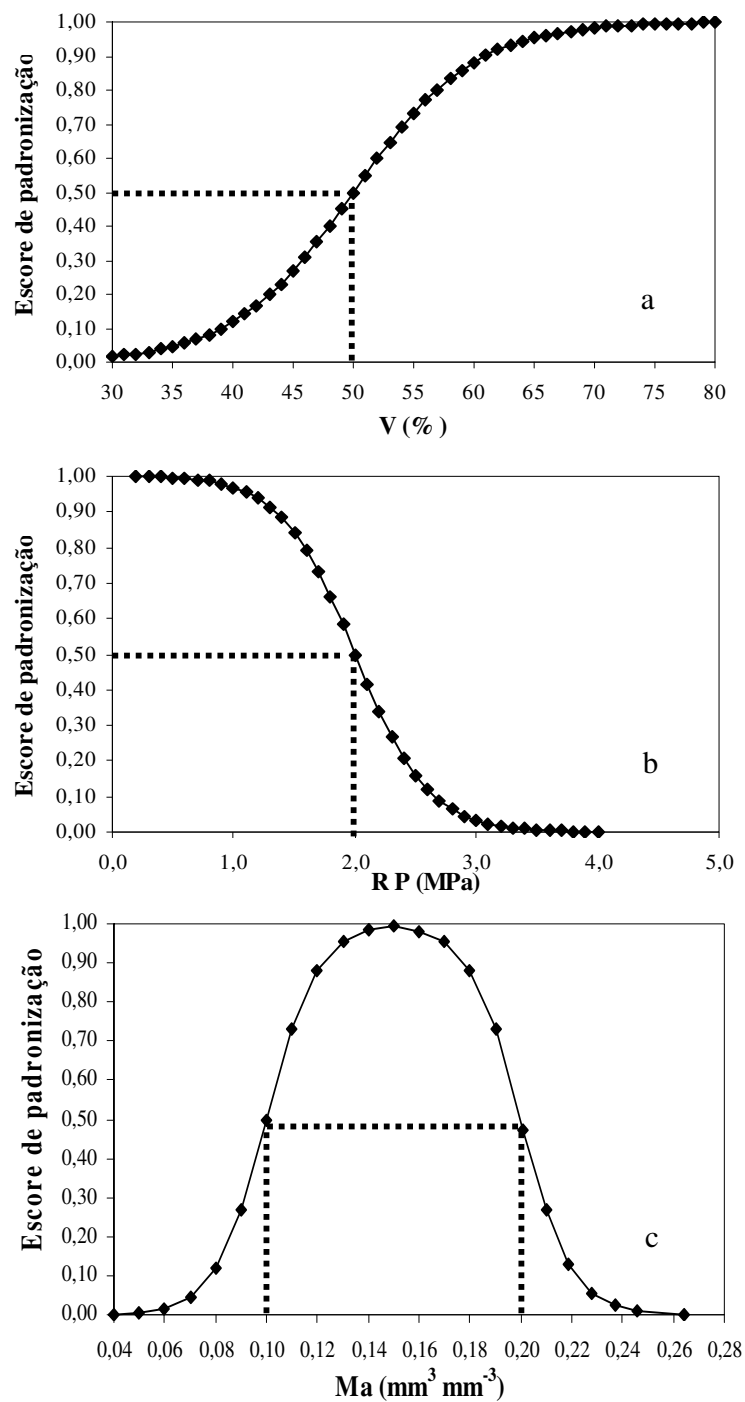 Escore de padronização
1,00
0,90
0,80
0,70
0,60
0,50
0,40
0,30
0,20
0,10
0,00
a
30 35 40 45 50 55 60 65 70 75 80
V (% )
Escore de padronização
1,00
0,90
0,80
0,70
0,60
0,50
0,40
0,30
0,20
0,10
0,00
b
0,0 1,0 2,0 3,0 4,0 5,0
R P (MPa)
Escore de padronização
1,00
0,90
0,80
0,70
0,60
0,50
0,40
0,30
0,20
0,10
0,00
c
0,04 0,06 0,08 0,10 0,12 0,14 0,16 0,18 0,20 0,22 0,24 0,26 0,28
Ma (mm³ mm⁻³)